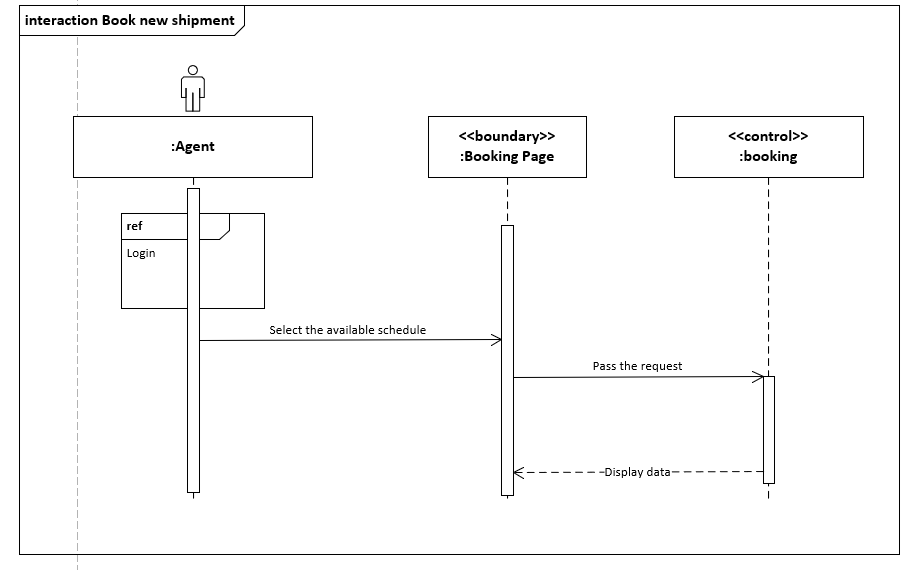 interaction Book new shipment
:Agent
<<boundary>>
:Booking Page
<<control>>
:booking
ref
Login
Select the available schedule
Pass the request
Display data